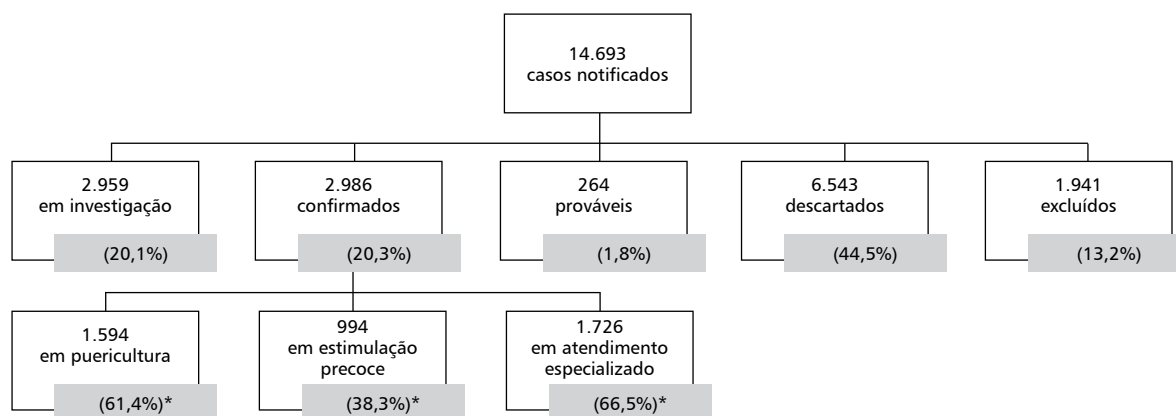 14.693
casos notificados
2.959
em investigação
(20,1%)
2.986
confirmados
(20,3%)
264
prováveis
(1,8%)
6.543
descartados
(44,5%)
1.941
excluídos
(13,2%)
1.594
em puericultura
(61,4%)*
994
em estimulação
precoce
(38,3%)*
1.726
em atendimento
especializado
(66,5%)*